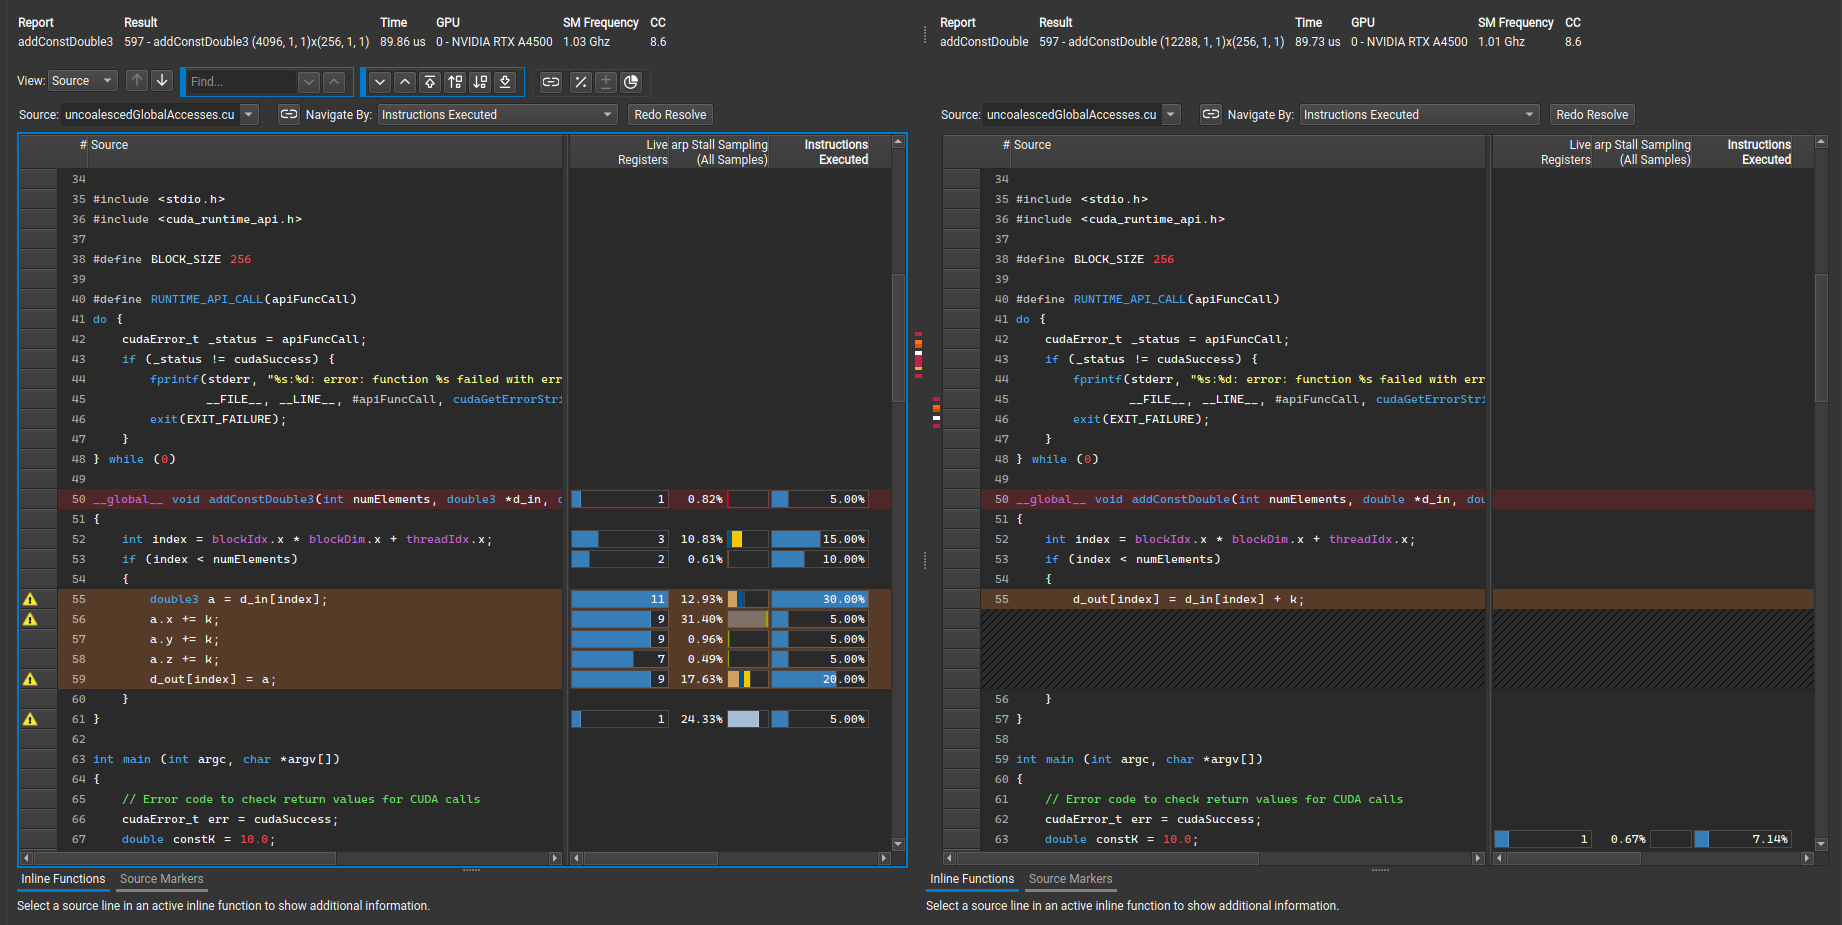 Report Result Time GPU SM Frequency CC
addConstDouble3 597 - addConstDouble3 (4096, 1, 1)x(256, 1, 1) 89.86 us 0 - NVIDIA RTX A4500 1.03 Ghz 8.6
View: Source Find...
Source: uncoalescedGlobalAccesses.cu Navigate By: Instructions Executed Redo Resolve
# Source Live arp Stall Sampling Instructions
Registers (All Samples) Executed
34
35 #include <stdio.h>
36 #include <cuda_runtime_api.h>
37
38 #define BLOCK_SIZE 256
39
40 #define RUNTIME_API_CALL(apiFuncCall)
41 do {
42 cudaError_t _status = apiFuncCall;
43 if (_status != cudaSuccess) {
44 fprintf(stderr, "%s:%d: error: function %s failed with err
45 __FILE__, __LINE__, #apiFuncCall, cudaGetErrorStri
46 exit(EXIT_FAILURE);
47 }
48 } while (0)
49
50 __global__ void addConstDouble3(int numElements, double3 *d_in, d 1 0.82% 5.00%
51 {
52 int index = blockIdx.x * blockDim.x + threadIdx.x; 3 10.83% 15.00%
53 if (index < numElements) 2 0.61% 10.00%
54 {
55 double3 a = d_in[index]; 11 12.93% 30.00%
56 a.x += k; 9 31.40% 5.00%
57 a.y += k; 9 0.96% 5.00%
58 a.z += k; 7 0.49% 5.00%
59 d_out[index] = a; 9 17.63% 20.00%
60 }
61 } 1 24.33% 5.00%
62
63 int main (int argc, char *argv[])
64 {
65 // Error code to check return values for CUDA calls
66 cudaError_t err = cudaSuccess;
67 double constK = 10.0;
Inline Functions Source Markers
Select a source line in an active inline function to show additional information.
Report Result Time GPU SM Frequency CC
addConstDouble 597 - addConstDouble (12288, 1, 1)x(256, 1, 1) 89.73 us 0 - NVIDIA RTX A4500 1.01 Ghz 8.6
Source: uncoalescedGlobalAccesses.cu Navigate By: Instructions Executed Redo Resolve
# Source Live arp Stall Sampling Instructions
Registers (All Samples) Executed
34
35 #include <stdio.h>
36 #include <cuda_runtime_api.h>
37
38 #define BLOCK_SIZE 256
39
40 #define RUNTIME_API_CALL(apiFuncCall)
41 do {
42 cudaError_t _status = apiFuncCall;
43 if (_status != cudaSuccess) {
44 fprintf(stderr, "%s:%d: error: function %s failed with err
45 __FILE__, __LINE__, #apiFuncCall, cudaGetErrorStri
46 exit(EXIT_FAILURE);
47 }
48 } while (0)
49
50 __global__ void addConstDouble(int numElements, double *d_in, dou
51 {
52 int index = blockIdx.x * blockDim.x + threadIdx.x;
53 if (index < numElements)
54 {
55 d_out[index] = d_in[index] + k;
56 }
57 }
58
59 int main (int argc, char *argv[])
60 {
61 // Error code to check return values for CUDA calls
62 cudaError_t err = cudaSuccess;
63 double constK = 10.0; 1 0.67% 7.14%
Inline Functions Source Markers
Select a source line in an active inline function to show additional information.